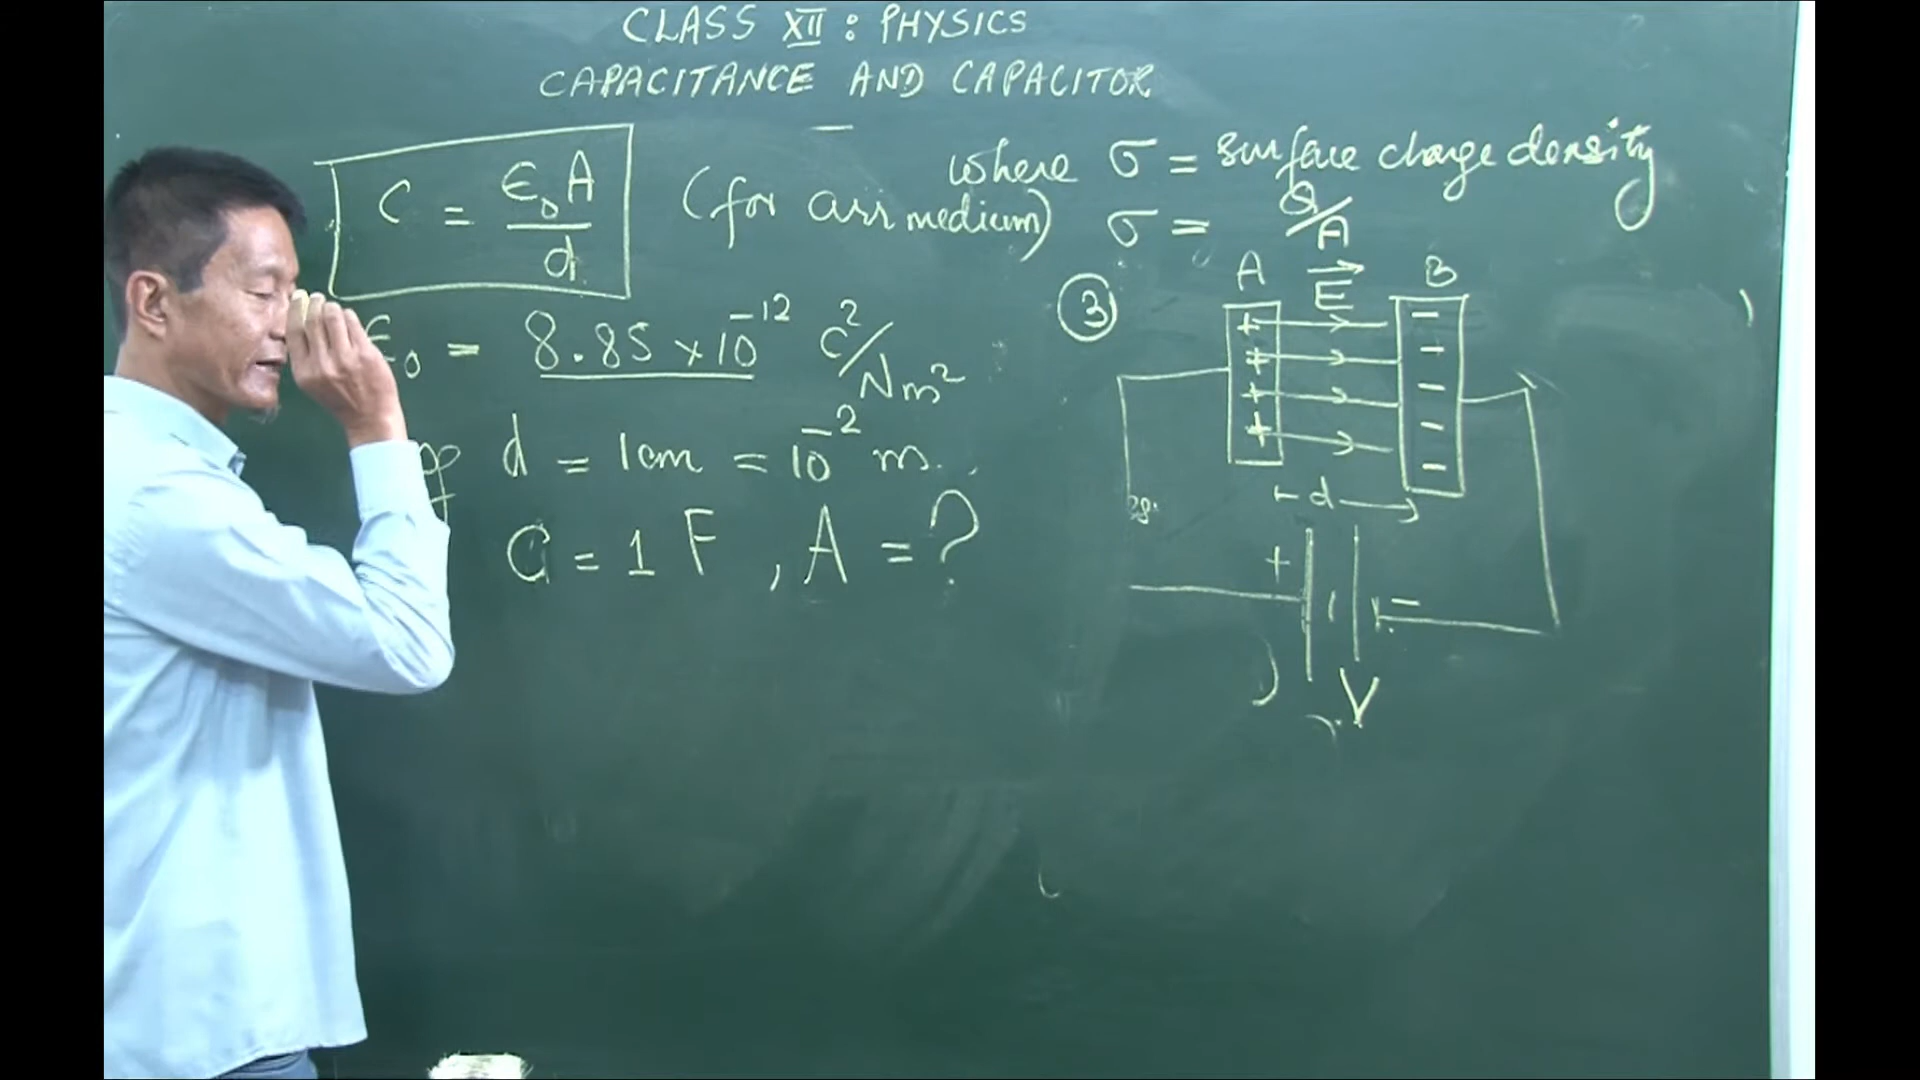 CLASS XII : PHYSICS
CAPACITANCE AND CAPACITOR
C = ε₀A/d (for air medium)
where σ = surface charge density
σ = Q/A
ε₀ = 8.85 × 10⁻¹² C²/Nm²
d = 1cm = 10⁻² m.
C = 1 F , A = ?
③
A E⃗ B
+ −
+ −
+ −
+ −
−
d
+ −
V